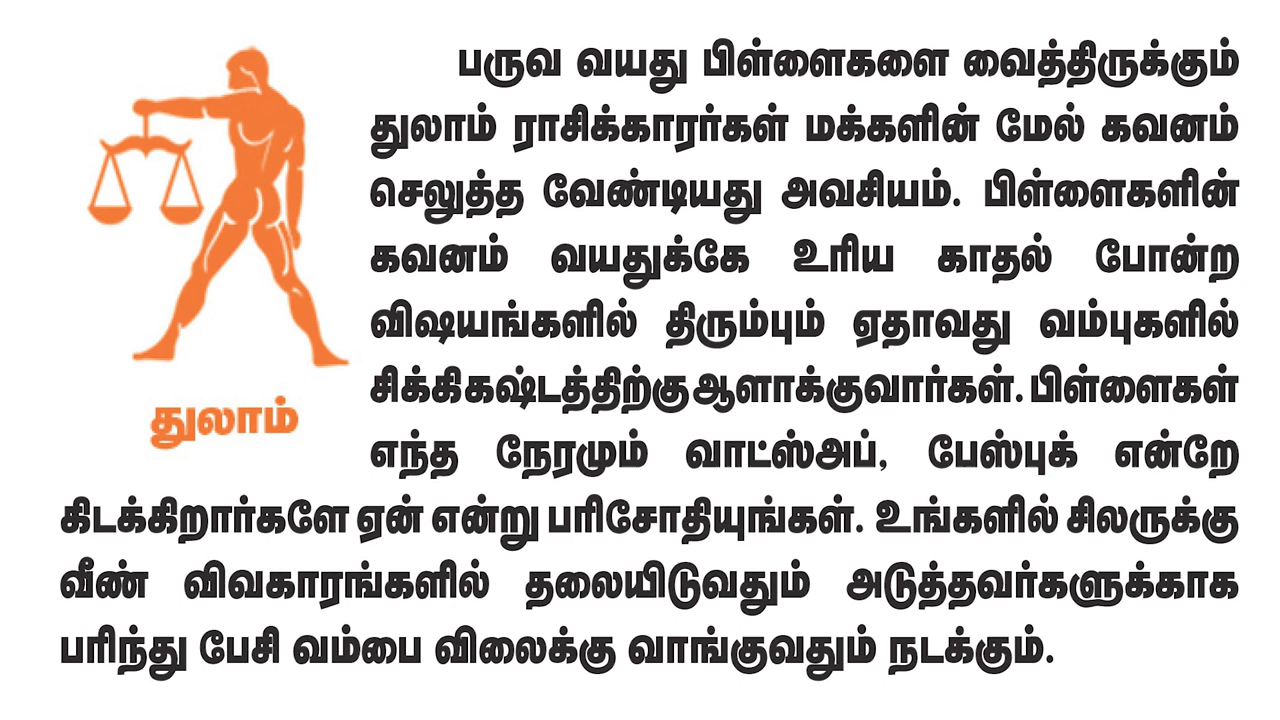 பருவ வயது பிள்ளைகளை வைத்திருக்கும்
துலாம் ராசிக்காரர்கள் மக்களின் மேல் கவனம்
செலுத்த வேண்டியது அவசியம். பிள்ளைகளின்
கவனம் வயதுக்கே உரிய காதல் போன்ற
விஷயங்களில் திரும்பும் ஏதாவது வம்புகளில்
சிக்கி கஷ்டத்திற்கு ஆளாக்குவார்கள். பிள்ளைகள்
எந்த நேரமும் வாட்ஸ்அப், பேஸ்புக் என்றே
கிடக்கிறார்களே ஏன் என்று பரிசோதியுங்கள். உங்களில் சிலருக்கு
வீண் விவகாரங்களில் தலையிடுவதும் அடுத்தவர்களுக்காக
பரிந்து பேசி வம்பை விலைக்கு வாங்குவதும் நடக்கும்.
துலாம்